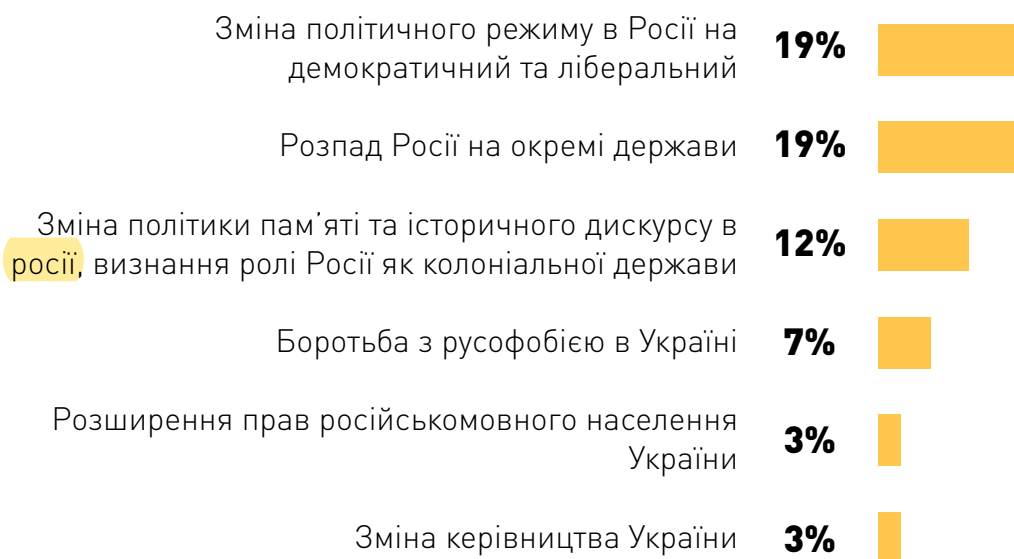 Зміна політичного режиму в Росії на
демократичний та ліберальний
19%
Розпад Росії на окремі держави
19%
Зміна політики пам’яті та історичного дискурсу в
росії, визнання ролі Росії як колоніальної держави
12%
Боротьба з русофобією в Україні
7%
Розширення прав російськомовного населення
України
3%
Зміна керівництва України
3%